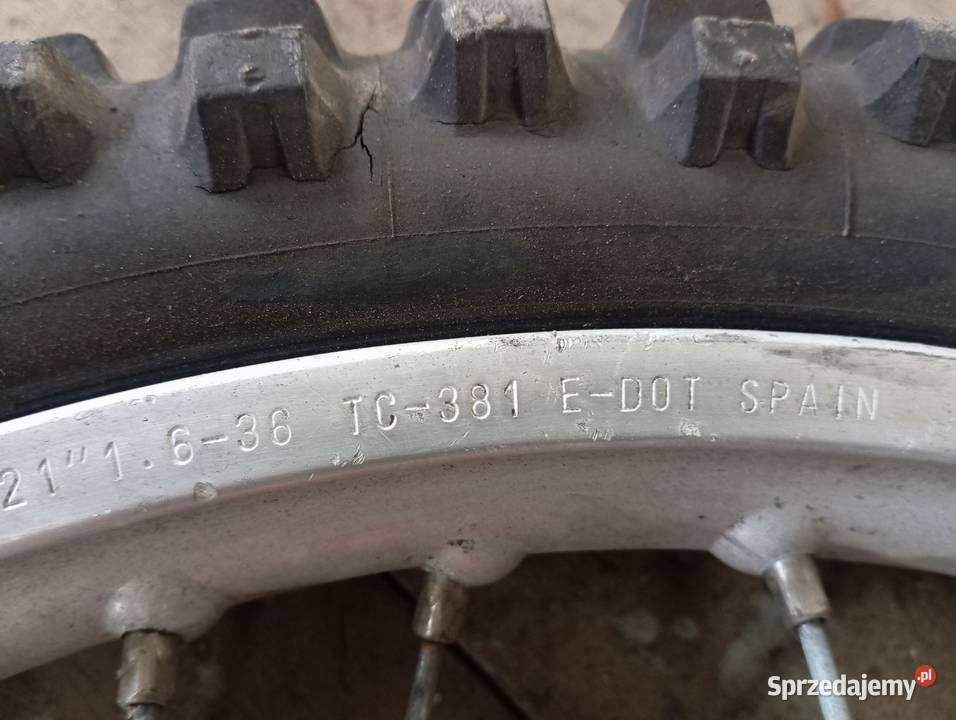 21" 1.6-36 TC-381 E-DOT SPAIN
Sprzedajemy.pl